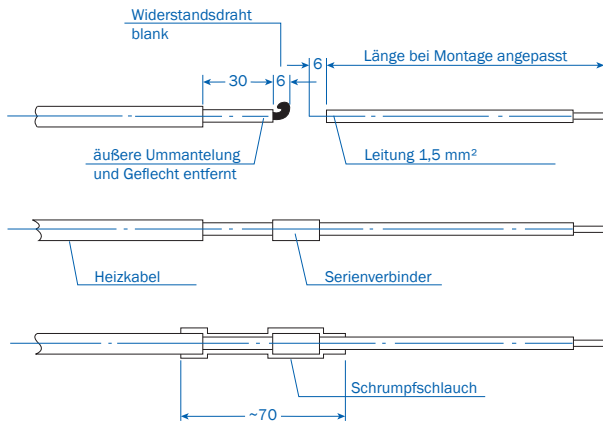 Widerstandsdraht
blank
30
6
6
Länge bei Montage angepasst
äußere Ummantelung
und Geflecht entfernt
Leitung 1,5 mm²
Heizkabel
Serienverbinder
Schrumpfschlauch
~70